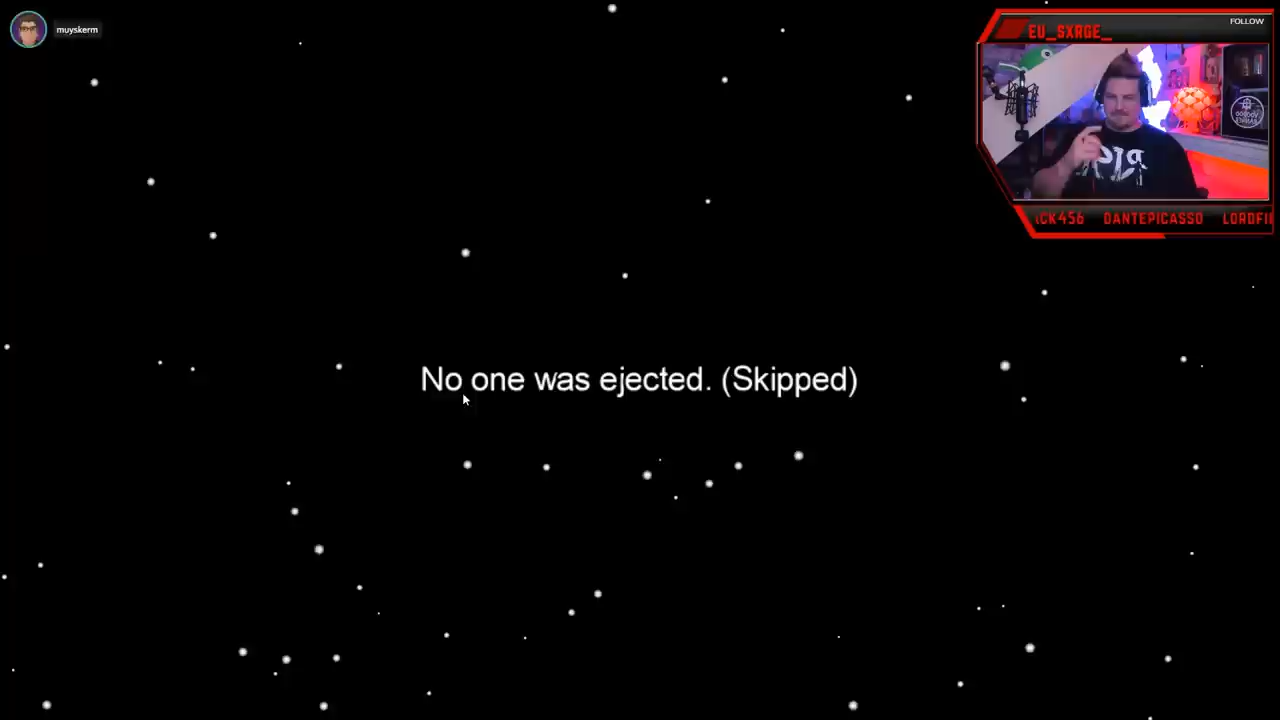 muyskerm
FOLLOW
EU_SXRGE_
CK456 DANTEPICASSO LORDFI
No one was ejected. (Skipped)